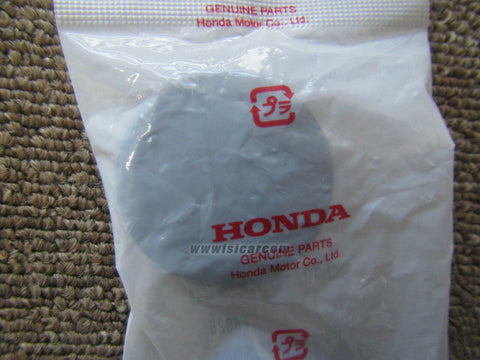 GENUINE PARTS
Honda Motor Co., Ltd.
プラ
HONDA
www.isicar.com
GENUINE PARTS
Honda Motor Co., Ltd.
プラ